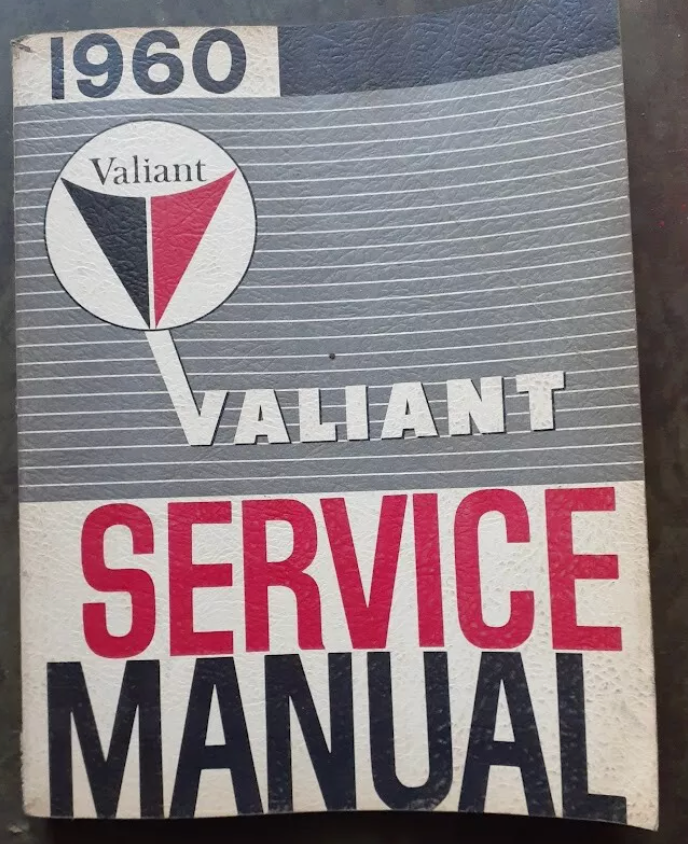 1960
Valiant
VALIANT
SERVICE
MANUAL